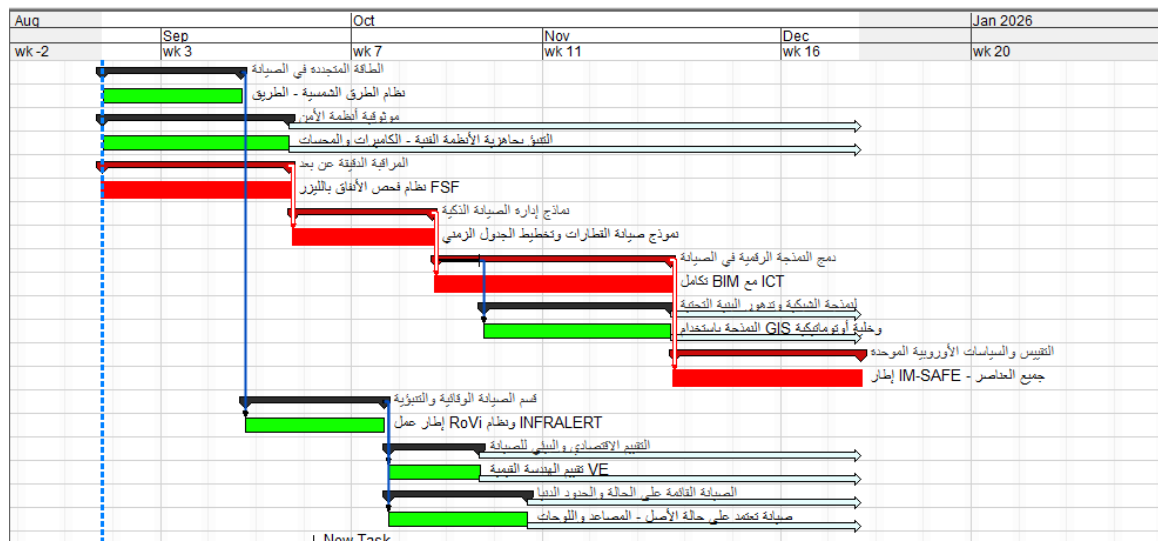 Aug Oct Jan 2026
Sep Nov Dec
wk -2 wk 3 wk 7 wk 11 wk 16 wk 20
الطاقة المتجددة في الصيانة
نظام الطرق الشمسية - الطريق
موثوقية أنظمة الأمن
التنبؤ بجاهزية الأنظمة الفنية - الكاميرات والمجسات
المراقبة الدقيقة عن بعد
نظام فحص الأنفاق بالليزر FSF
نماذج إدارة الصيانة الذكية
نموذج صيانة القطارات وتخطيط الجدول الزمني
دمج النمذجة الرقمية في الصيانة
تكامل BIM مع ICT
لنمذجة الشبكية وتدهور البنية التحتية
النمذجة باستخدام GIS وخلية أوتوماتيكية
التقييس والسياسات الأوروبية الموحدة
إطار IM-SAFE - جميع العناصر
قسم الصيانة الوقائية والتنبؤية
إطار عمل RoVi ونظام INFRALERT
التقييم الاقتصادي والبيئي للصيانة
تقييم الهندسة القيمية VE
الصيانة القائمة على الحالة والحدود الدنيا
صيانة تعتمد على حالة الأصل - المصاعد واللوحات
New Task